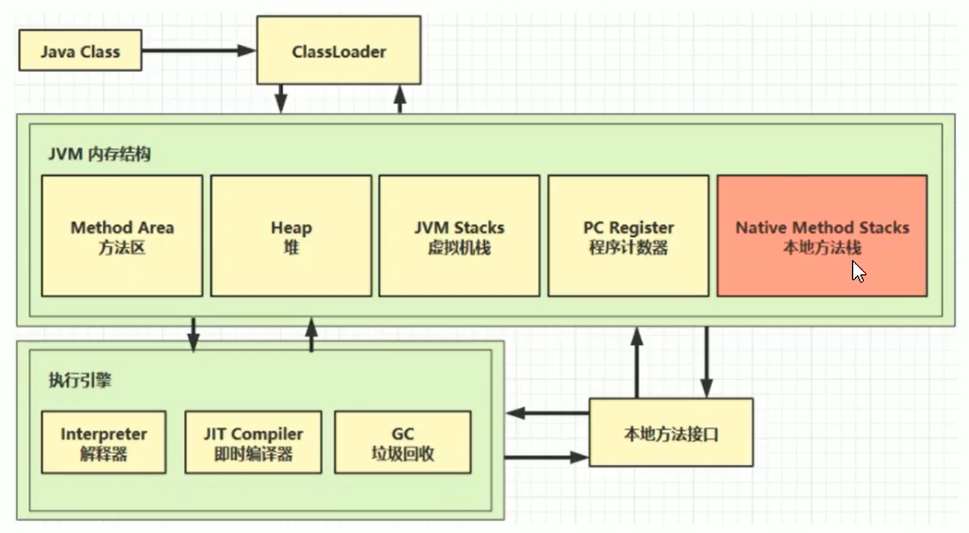 Java Class
ClassLoader
JVM 内存结构
Method Area
方法区
Heap
堆
JVM Stacks
虚拟机栈
PC Register
程序计数器
Native Method Stacks
本地方法栈
执行引擎
Interpreter
解释器
JIT Compiler
即时编译器
GC
垃圾回收
本地方法接口